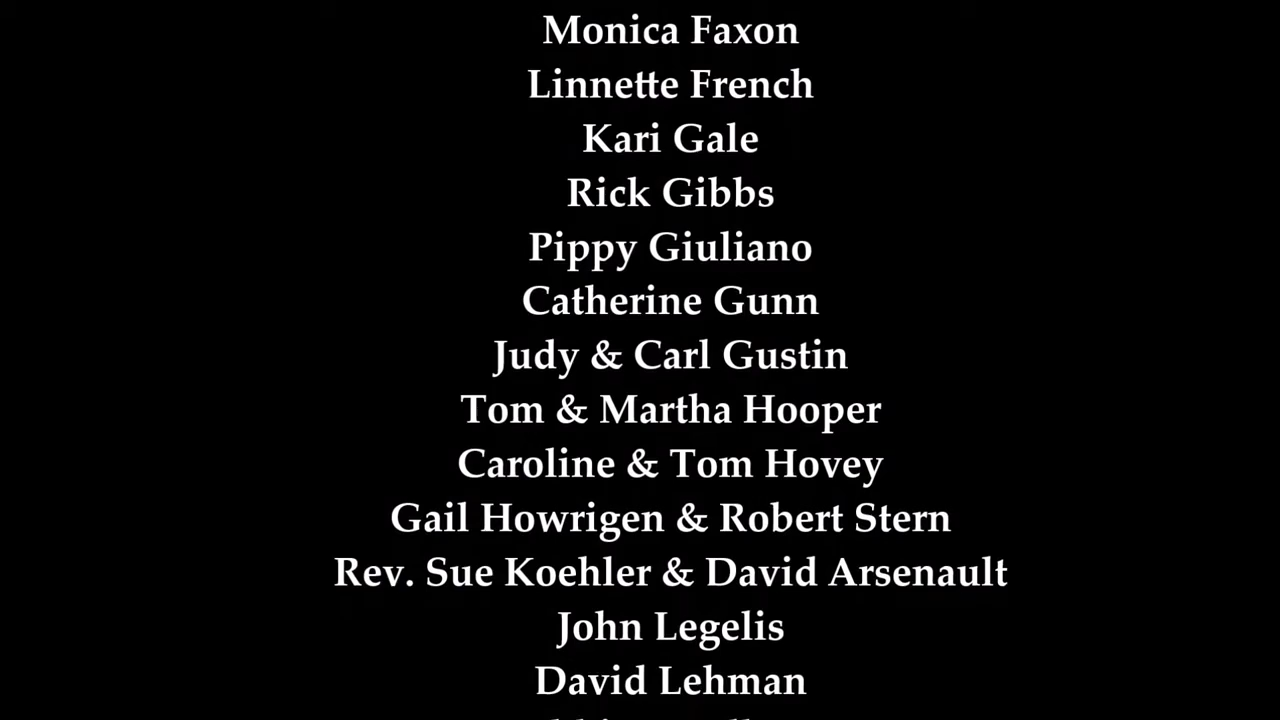 Monica Faxon
Linnette French
Kari Gale
Rick Gibbs
Pippy Giuliano
Catherine Gunn
Judy & Carl Gustin
Tom & Martha Hooper
Caroline & Tom Hovey
Gail Howrigen & Robert Stern
Rev. Sue Koehler & David Arsenault
John Legelis
David Lehman